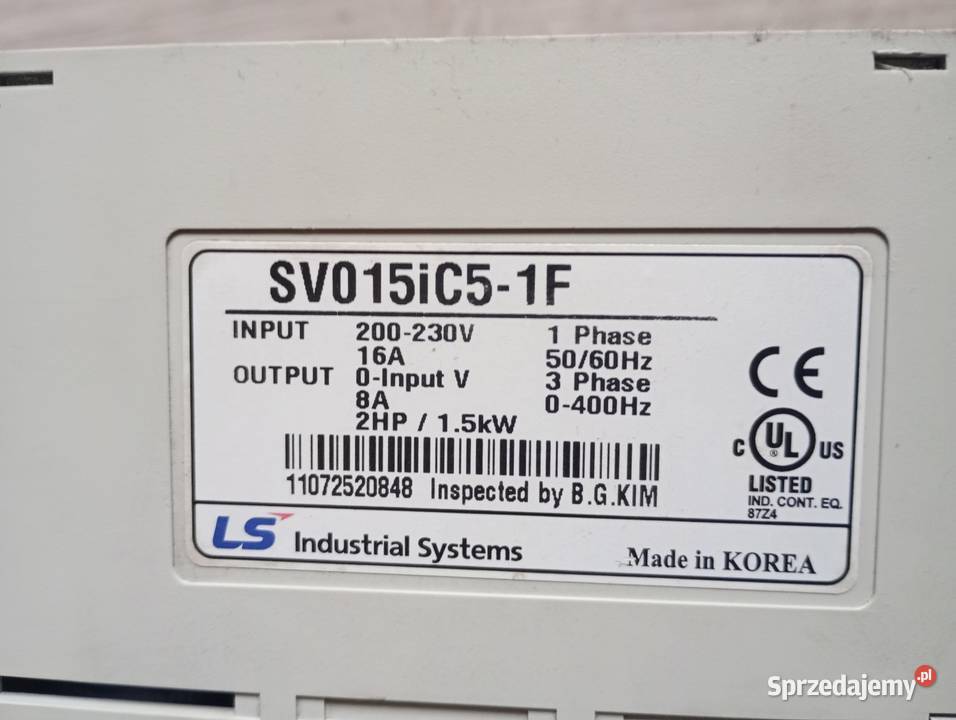 SV015iC5-1F
INPUT 200-230V 1 Phase
16A 50/60Hz
OUTPUT 0-Input V 3 Phase
8A 0-400Hz
2HP / 1.5kW
CE
C UL ® US
LISTED
IND. CONT. EQ.
87Z4
11072520848 Inspected by B.G.KIM
LS Industrial Systems Made in KOREA
Sprzedajemy.pl